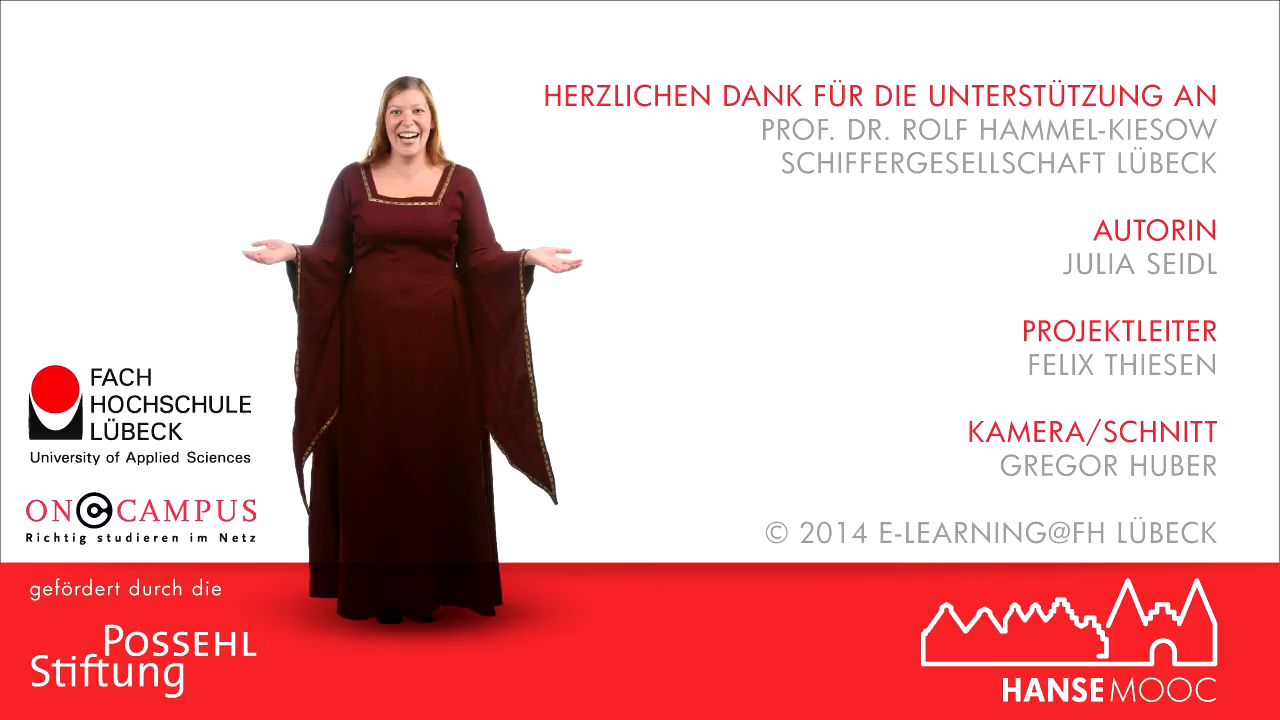 HERZLICHEN DANK FÜR DIE UNTERSTÜTZUNG AN
PROF. DR. ROLF HAMMEL-KIESOW
SCHIFFERGESELLSCHAFT LÜBECK
AUTORIN
JULIA SEIDL
PROJEKTLEITER
FELIX THIESEN
KAMERA/SCHNITT
GREGOR HUBER
© 2014 E-LEARNING@FH LÜBECK
FACH
HOCHSCHULE
LÜBECK
University of Applied Sciences
ONCAMPUS
Richtig studieren im Netz
gefördert durch die
POSSEHL
Stiftung
HANSEMOOC